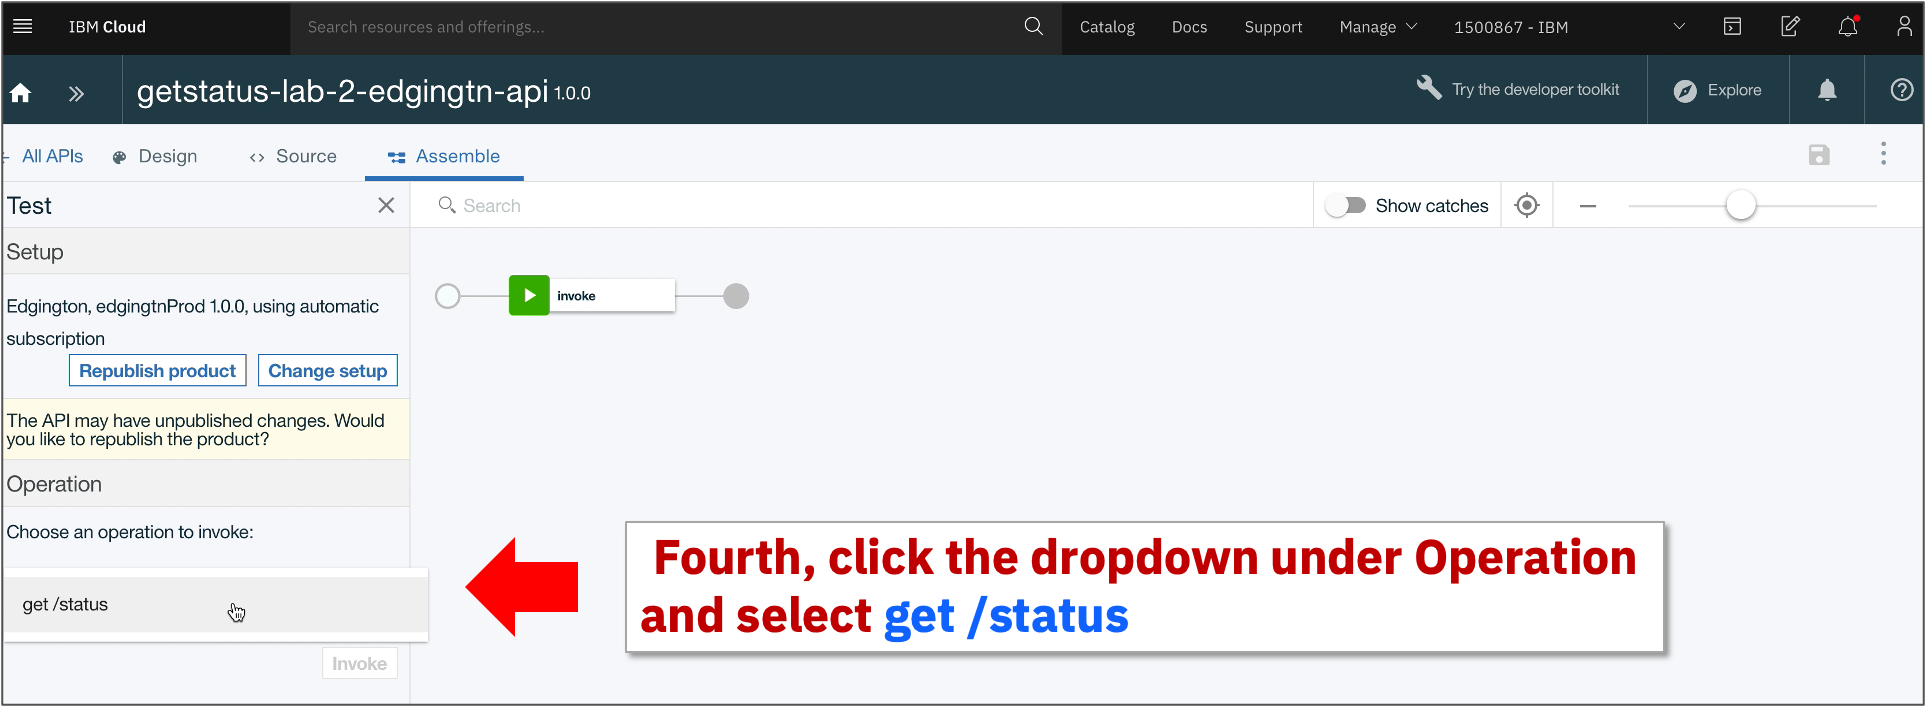 IBM Cloud
Search resources and offerings...
Catalog
Docs
Support
Manage
1500867 - IBM
getstatus-lab-2-edgingtn-api 1.0.0
Try the developer toolkit
Explore
All APIs
Design
Source
Assemble
Test
Search
Show catches
Setup
invoke
Edgington, edgingtnProd 1.0.0, using automatic
subscription
Republish product
Change setup
The API may have unpublished changes. Would
you like to republish the product?
Operation
Choose an operation to invoke:
get /status
Invoke
Fourth, click the dropdown under Operation
and select get /status